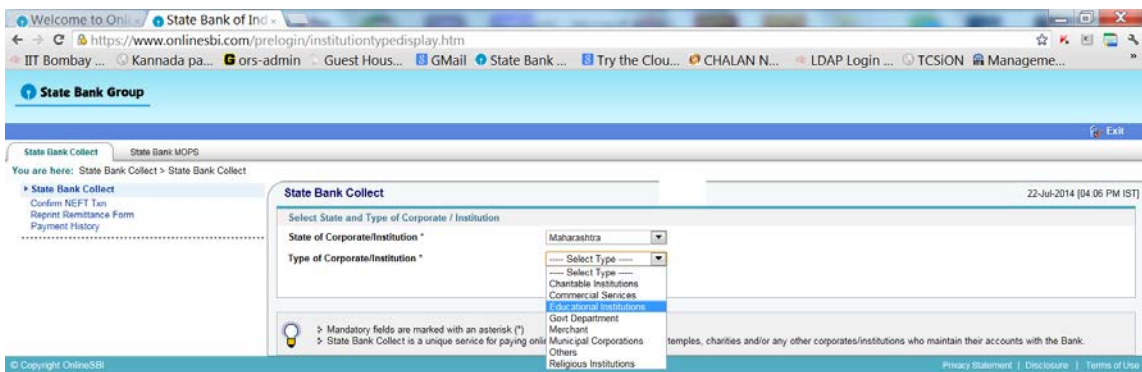 Welcome to Onli
State Bank of Ind
https://www.onlinesbi.com/prelogin/institutiontypedisplay.htm
IIT Bombay ... Kannada pa... ors-admin Guest Hous... GMail State Bank ... Try the Clou... CHALAN N... LDAP Login ... TCSiON Manageme... »
State Bank Group
Exit
State Bank Collect State Bank MOPS
You are here: State Bank Collect > State Bank Collect
State Bank Collect
Confirm NEFT Txn
Reprint Remittance Form
Payment History
State Bank Collect 22-Jul-2014 [04:06 PM IST]
Select State and Type of Corporate / Institution
State of Corporate/Institution * Maharashtra
Type of Corporate/Institution * ----- Select Type -----
----- Select Type -----
Charitable Institutions
Commercial Services
Educational Institutions
Govt Department
Merchant
Municipal Corporations
Others
Religious Institutions
Mandatory fields are marked with an asterisk (*)
State Bank Collect is a unique service for paying onli temples, charities and/or any other corporates/institutions who maintain their accounts with the Bank.
© Copyright OnlineSBI Privacy Statement | Disclosure | Terms of Use